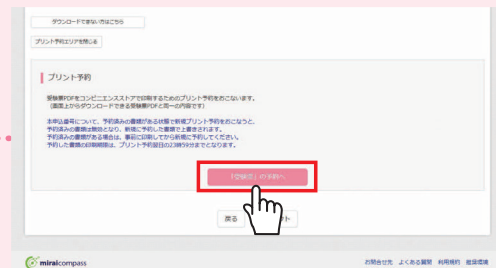 ダウンロードできない方はこちら
プリント予約エリアを閉じる
プリント予約
受験票PDFをコンビニエンスストアで印刷するためのプリント予約をおこないます。
（画面上からダウンロードできる受験票PDFと同一の内容です）
本申込番号について、予約済みの書類がある状態で新規プリント予約をおこなうと、
予約済みの書類は無効となり、新規に予約した書類で上書きされます。
予約済みの書類がある場合は、事前に印刷してから新規に予約してください。
予約した書類の印刷期限は、プリント予約翌日の23時59分までとなります。
「受験票」の予約へ
戻る
ト
miraicompass
お問合せ先 よくある質問 利用規約 推奨環境